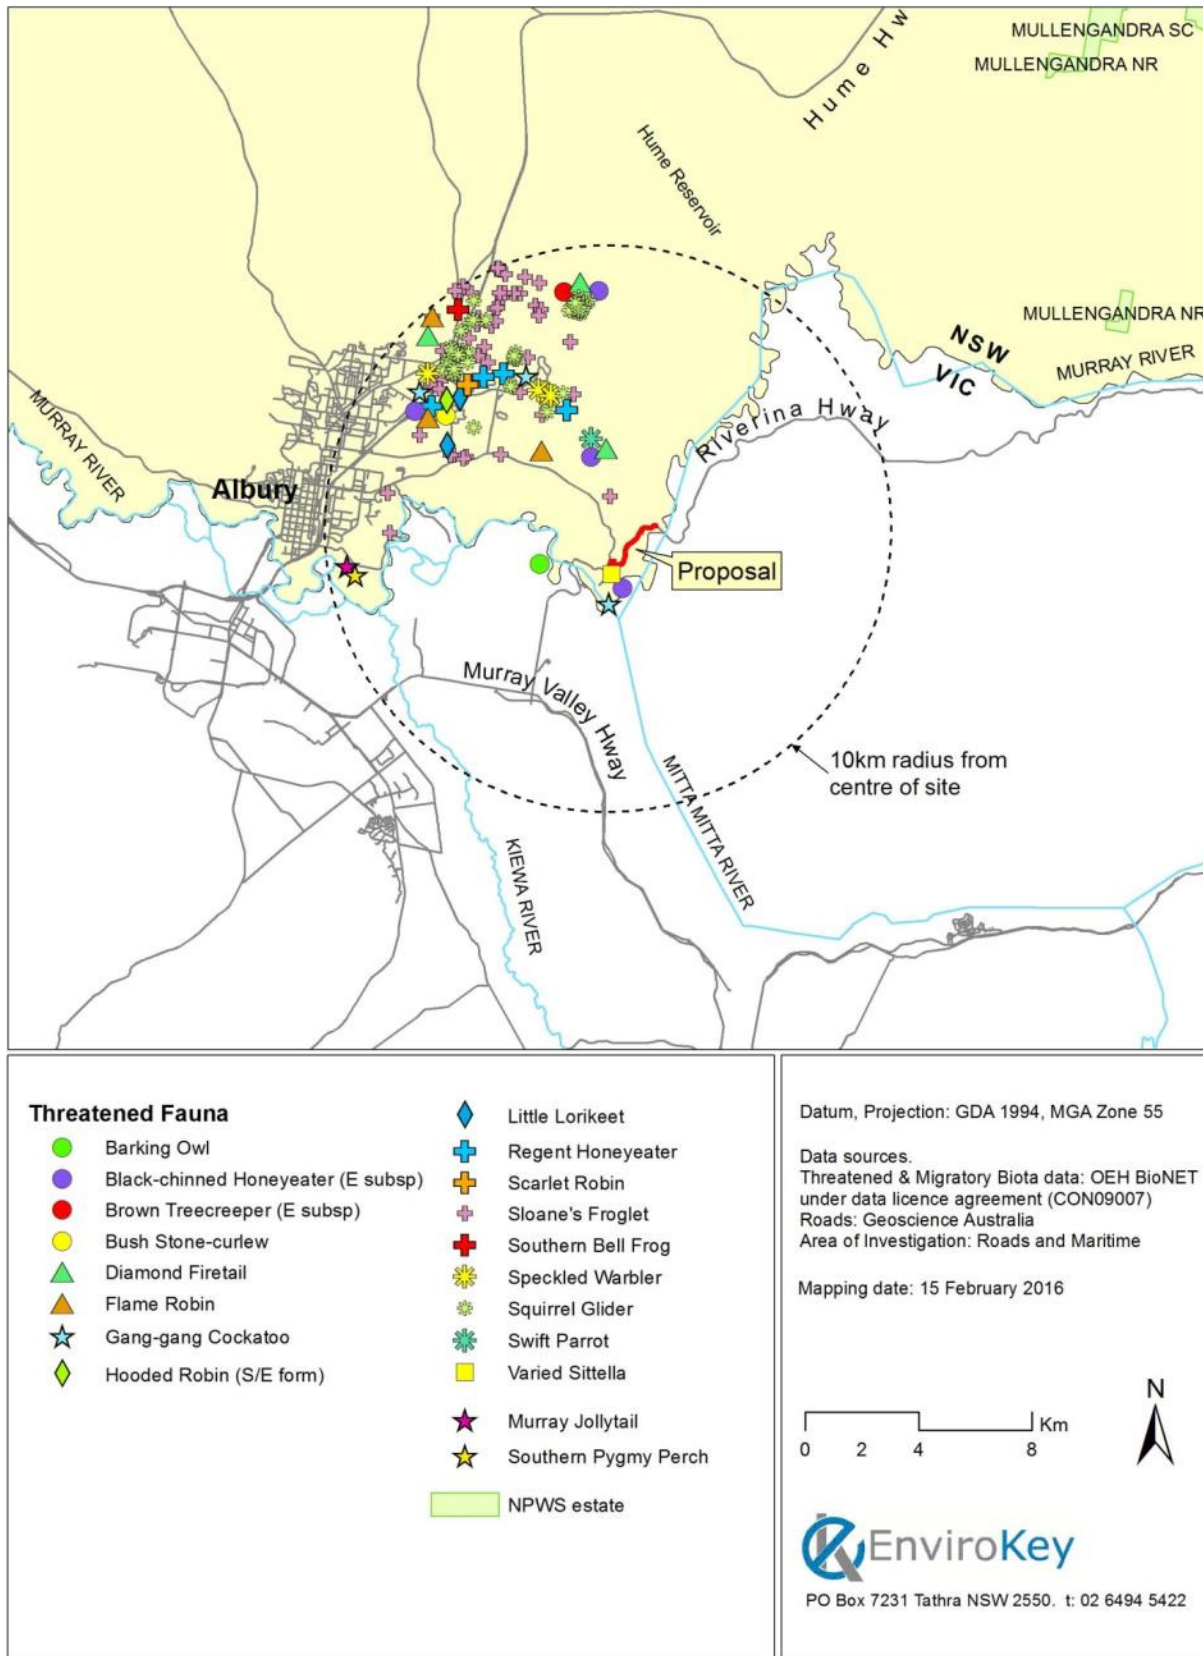 MULLENGANDRA SC
MULLENGANDRA NR
Hume Hw
Hume Reservoir
MULLENGANDRA NR
NSW
VIC
MURRAY RIVER
Riverina Hway
MURRAY RIVER
Albury
Proposal
Murray Valley Hway
10km radius from
centre of site
MITTA MITTA RIVER
KIEWA RIVER
Threatened Fauna
Barking Owl
Black-chinned Honeyeater (E subsp)
Brown Treecreeper (E subsp)
Bush Stone-curlew
Diamond Firetail
Flame Robin
Gang-gang Cockatoo
Hooded Robin (S/E form)
Little Lorikeet
Regent Honeyeater
Scarlet Robin
Sloane's Froglet
Southern Bell Frog
Speckled Warbler
Squirrel Glider
Swift Parrot
Varied Sittella
Murray Jollytail
Southern Pygmy Perch
NPWS estate
Datum, Projection: GDA 1994, MGA Zone 55
Data sources.
Threatened & Migratory Biota data: OEH BioNET
under data licence agreement (CON09007)
Roads: Geoscience Australia
Area of Investigation: Roads and Maritime
Mapping date: 15 February 2016
N
Km
0 2 4 8
EnviroKey
PO Box 7231 Tathra NSW 2550. t: 02 6494 5422